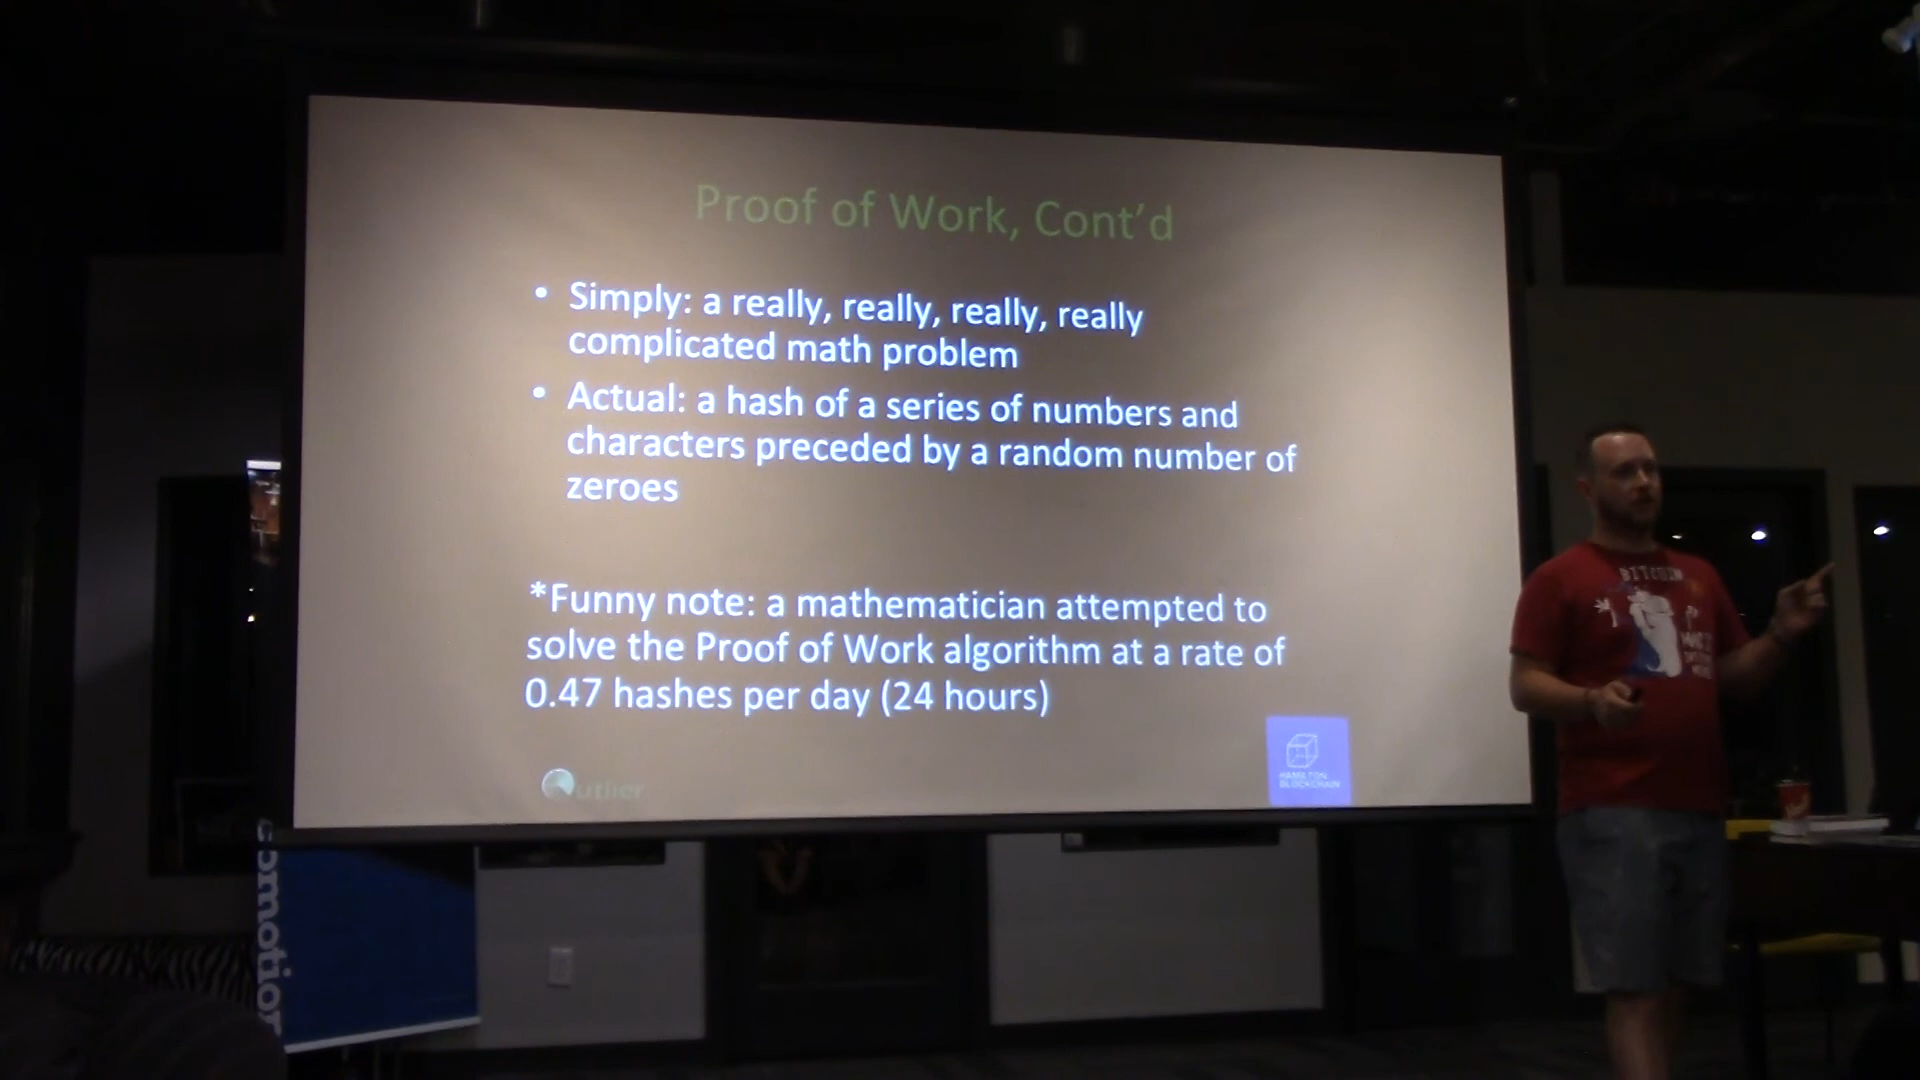 Proof of Work, Cont'd
• Simply: a really, really, really, really
complicated math problem
• Actual: a hash of a series of numbers and
characters preceded by a random number of
zeroes
*Funny note: a mathematician attempted to
solve the Proof of Work algorithm at a rate of
0.47 hashes per day (24 hours)
utlier
HAMILTON
BLOCKCHAIN
BITCOIN